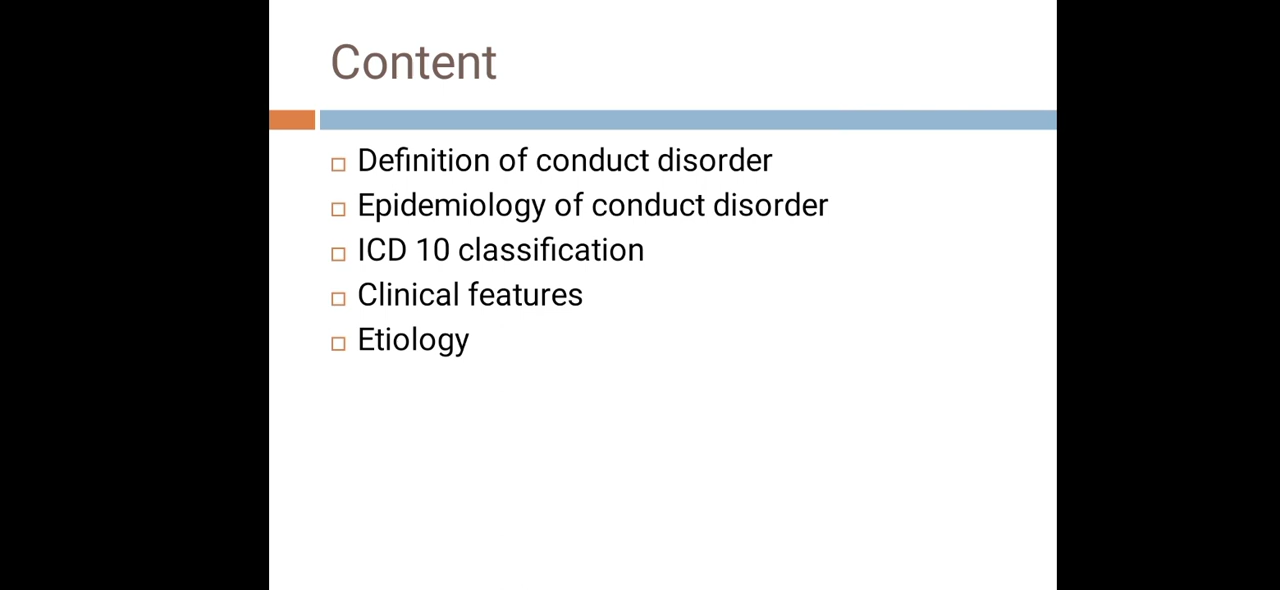 Content
Definition of conduct disorder
Epidemiology of conduct disorder
ICD 10 classification
Clinical features
Etiology